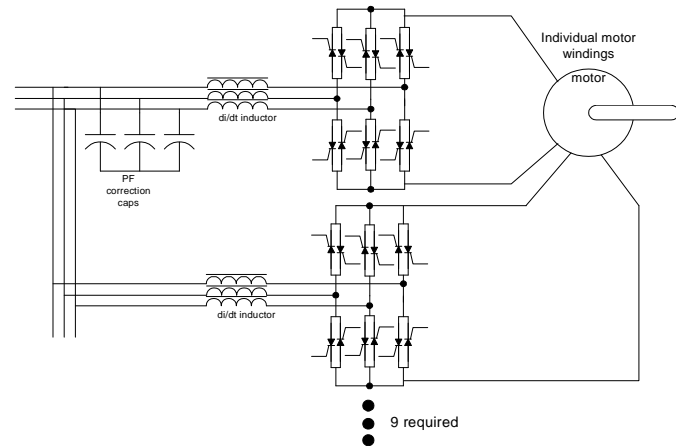 Individual motor
windings
motor
di/dt inductor
PF
correction
caps
di/dt inductor
9 required